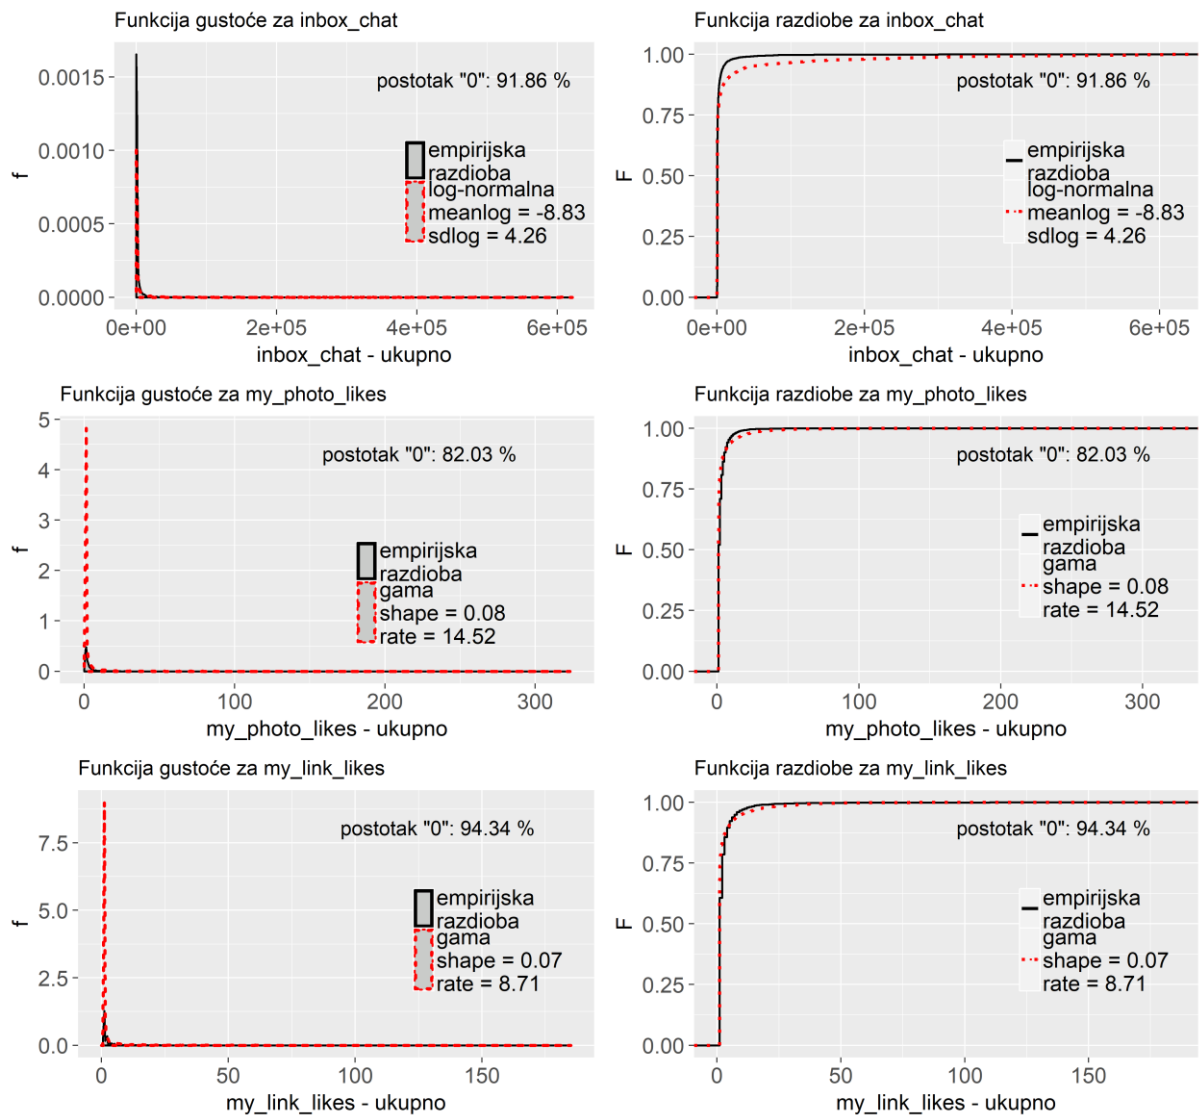 Funkcija gustoće za inbox_chat
0.0015
0.0010
0.0005
0.0000
f
postotak "0": 91.86 %
empirijska
razdioba
log-normalna
meanlog = -8.83
sdlog = 4.26
0e+00 2e+05 4e+05 6e+05
inbox_chat - ukupno
Funkcija razdiobe za inbox_chat
1.00
0.75
0.50
0.25
0.00
F
postotak "0": 91.86 %
empirijska
razdioba
log-normalna
meanlog = -8.83
sdlog = 4.26
0e+00 2e+05 4e+05 6e+05
inbox_chat - ukupno
Funkcija gustoće za my_photo_likes
5
4
3
2
1
0
f
postotak "0": 82.03 %
empirijska
razdioba
gama
shape = 0.08
rate = 14.52
0 100 200 300
my_photo_likes - ukupno
Funkcija razdiobe za my_photo_likes
1.00
0.75
0.50
0.25
0.00
F
postotak "0": 82.03 %
empirijska
razdioba
gama
shape = 0.08
rate = 14.52
0 100 200 300
my_photo_likes - ukupno
Funkcija gustoće za my_link_likes
7.5
5.0
2.5
0.0
f
postotak "0": 94.34 %
empirijska
razdioba
gama
shape = 0.07
rate = 8.71
0 50 100 150
my_link_likes - ukupno
Funkcija razdiobe za my_link_likes
1.00
0.75
0.50
0.25
0.00
F
postotak "0": 94.34 %
empirijska
razdioba
gama
shape = 0.07
rate = 8.71
0 50 100 150
my_link_likes - ukupno